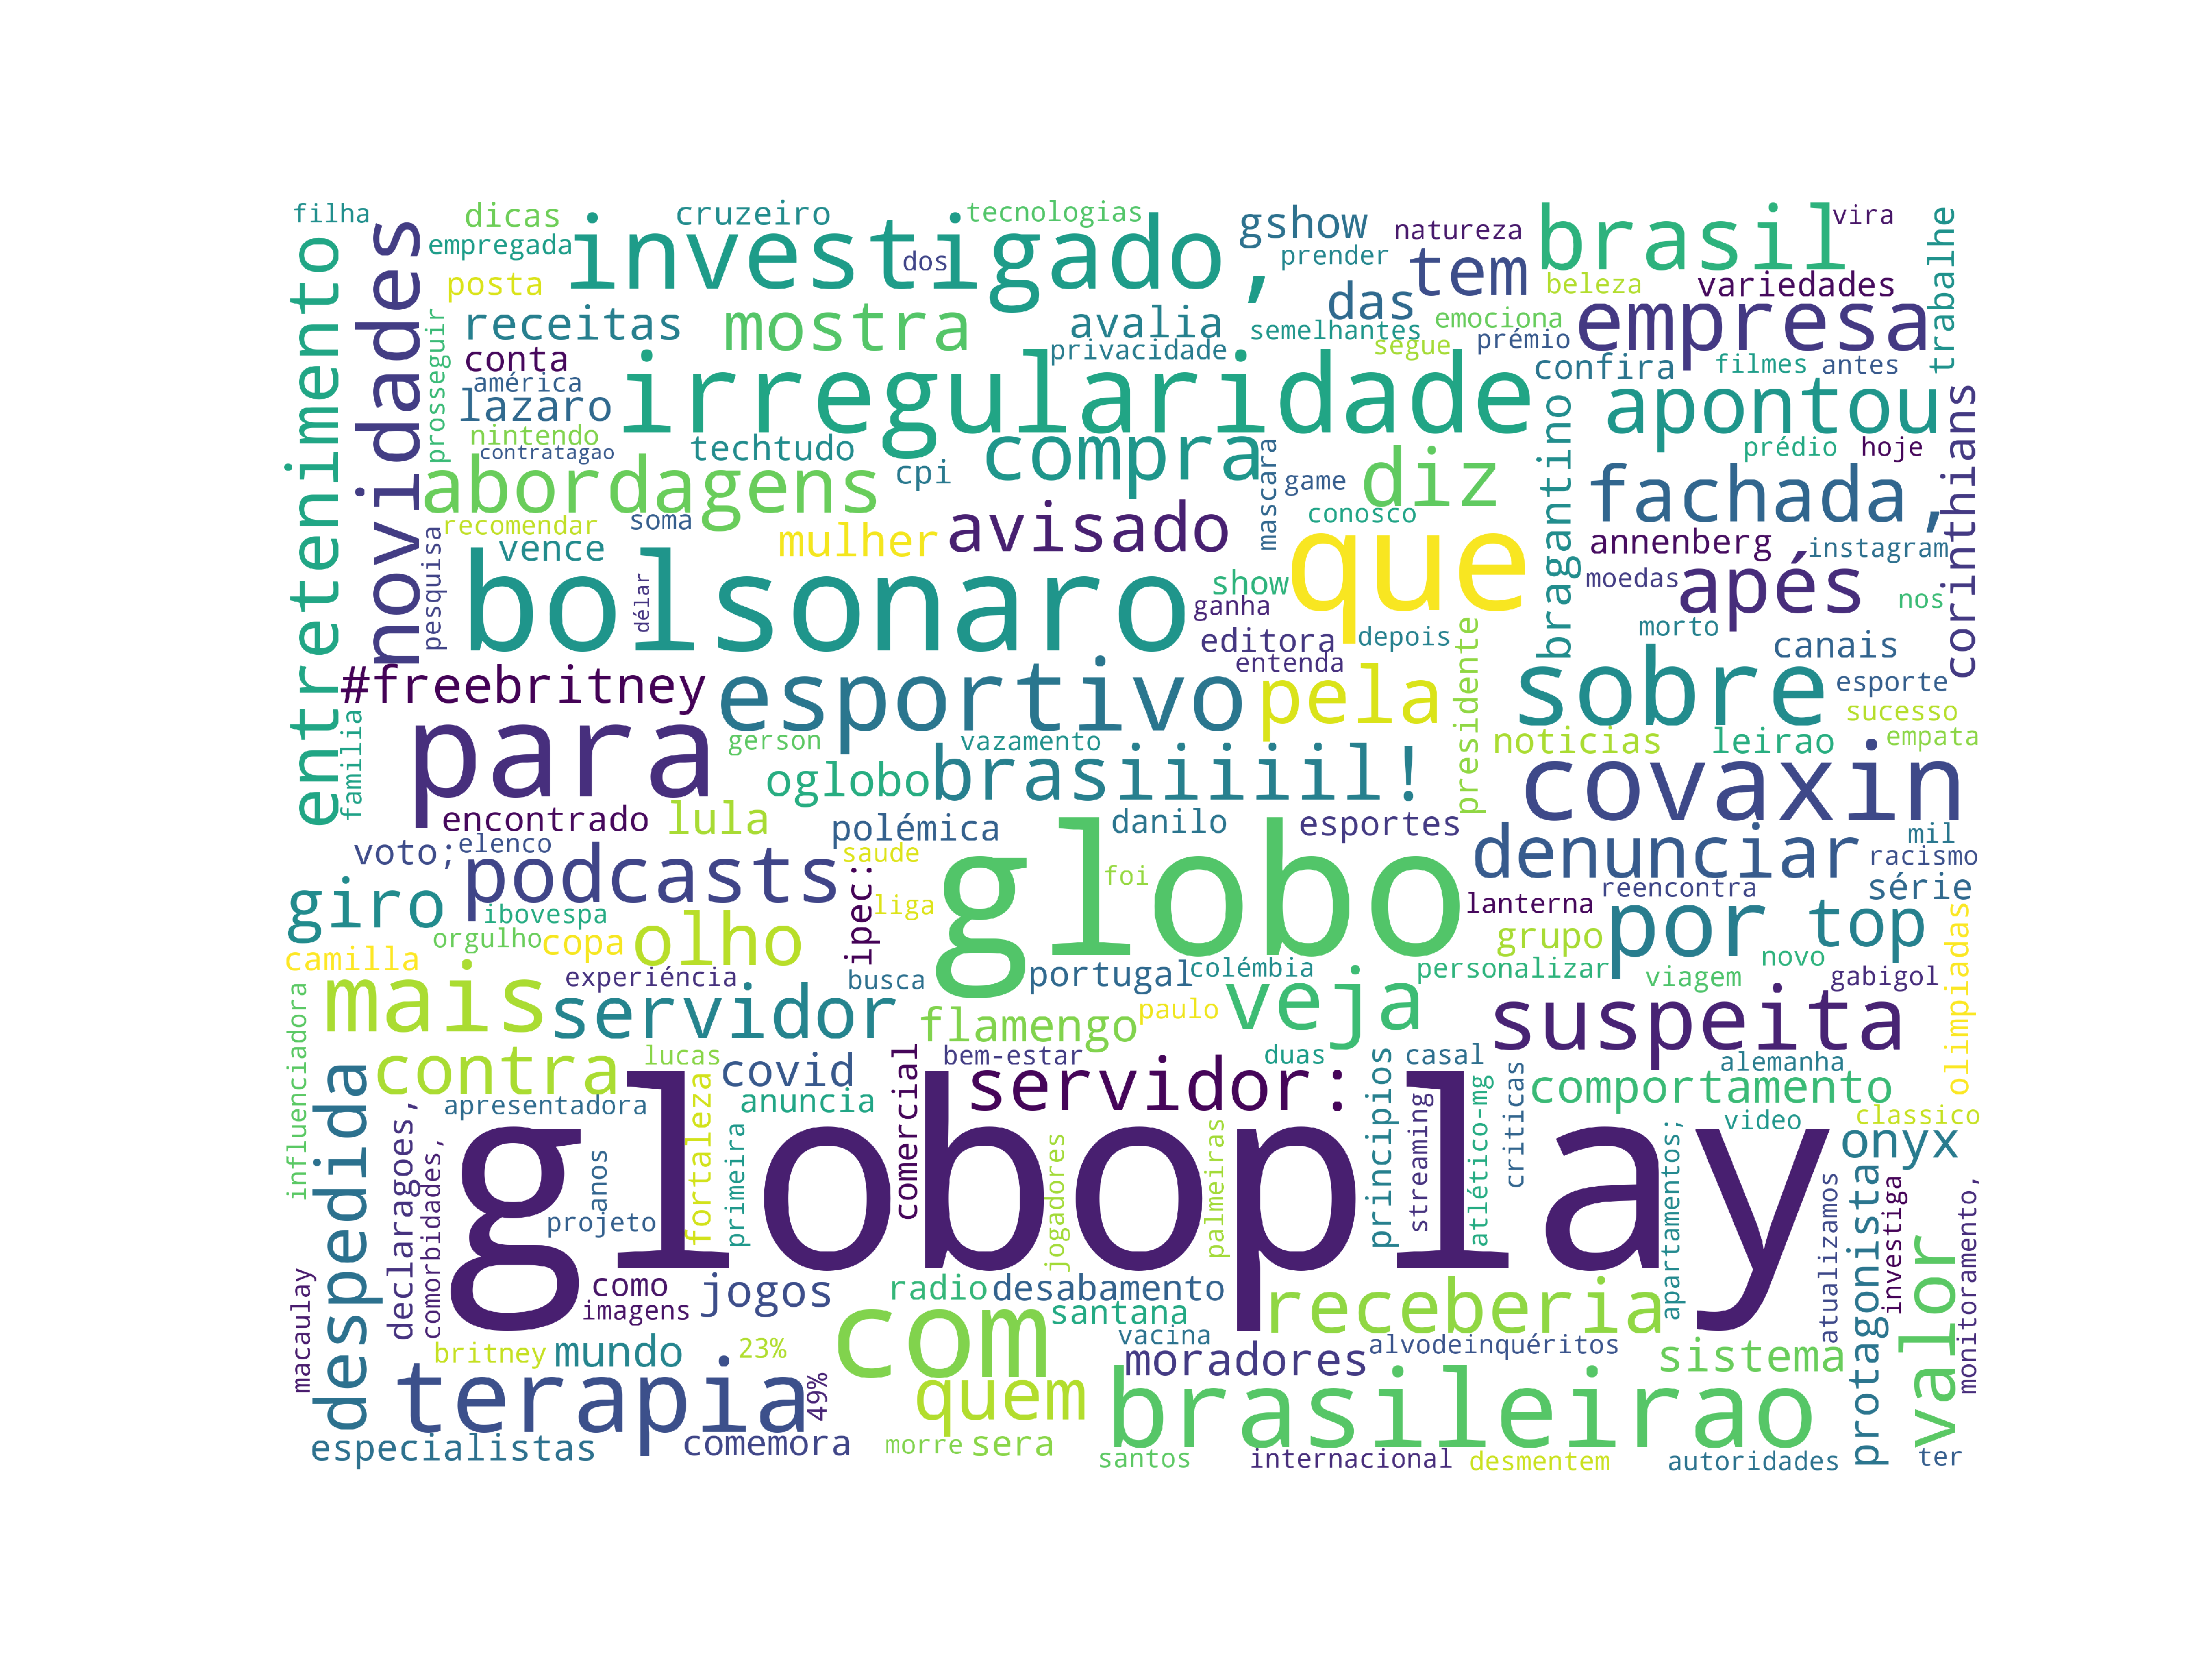 filha
dicas
cruzeiro
tecnologias
gshow
natureza
brasil
vira
trabalhe
entretenimento
novidades
empregada
investigado,
dos
prender
tem
beleza
variedades
posta
das
empresa
prosseguir
receitas
mostra
avalia
semelhantes
emociona
prémio
conta
privacidade
segue
confira
filmes
antes
américa
lazaro
irregularidade
apontou
nintendo
contratagao
techtudo
cpi
compra
mascara
game
diz
bragantino
prédio
hoje
corinthians
abordagens
recomendar
soma
conosco
fachada,
pesquisa
vence
mulher
avisado
que
annenberg
instagram
bolsonaro
délar
show
ganha
moedas
apés
nos
editora
depois
presidente
morto
canais
entenda
#freebritney
esportivo
pela
sobre
esporte
familia
para
gerson
vazamento
noticias
leirao
sucesso
empata
oglobo
brasiiiiil!
covaxin
encontrado
lula
polémica
danilo
esportes
voto;
elenco
podcasts
saude
ipec:
globo
foi
denunciar
mil
racismo
giro
ibovespa
liga
lanterna
reencontra
série
orgulho
copa
olho
grupo
por
top
olimpiadas
camilla
experiéncia
busca
portugal
colémbia
personalizar
viagem
novo
gabigol
influenciadora
mais
servidor
flamengo
paulo
veja
suspeita
despedida
contra
lucas
covid
comercial
bem-estar
duas
principios
casal
criticas
alemanha
servidor:
comportamento
declaragoes,
comorbidades,
apresentadora
fortaleza
anuncia
streaming
atlético-mg
video
classico
globoplay
anos
primeira
jogadores
palmeiras
apartamentos;
onyx
projeto
atualizamos
protagonista
investiga
monitoramento,
macaulay
como
imagens
jogos
radio
desabamento
receberia
valor
santana
britney
mundo
23%
com
vacina
moradores
alvodeinquéritos
sistema
terapia
49%
quem
brasileirao
especialistas
comemora
morre
sera
santos
internacional
desmentem
autoridades
ter